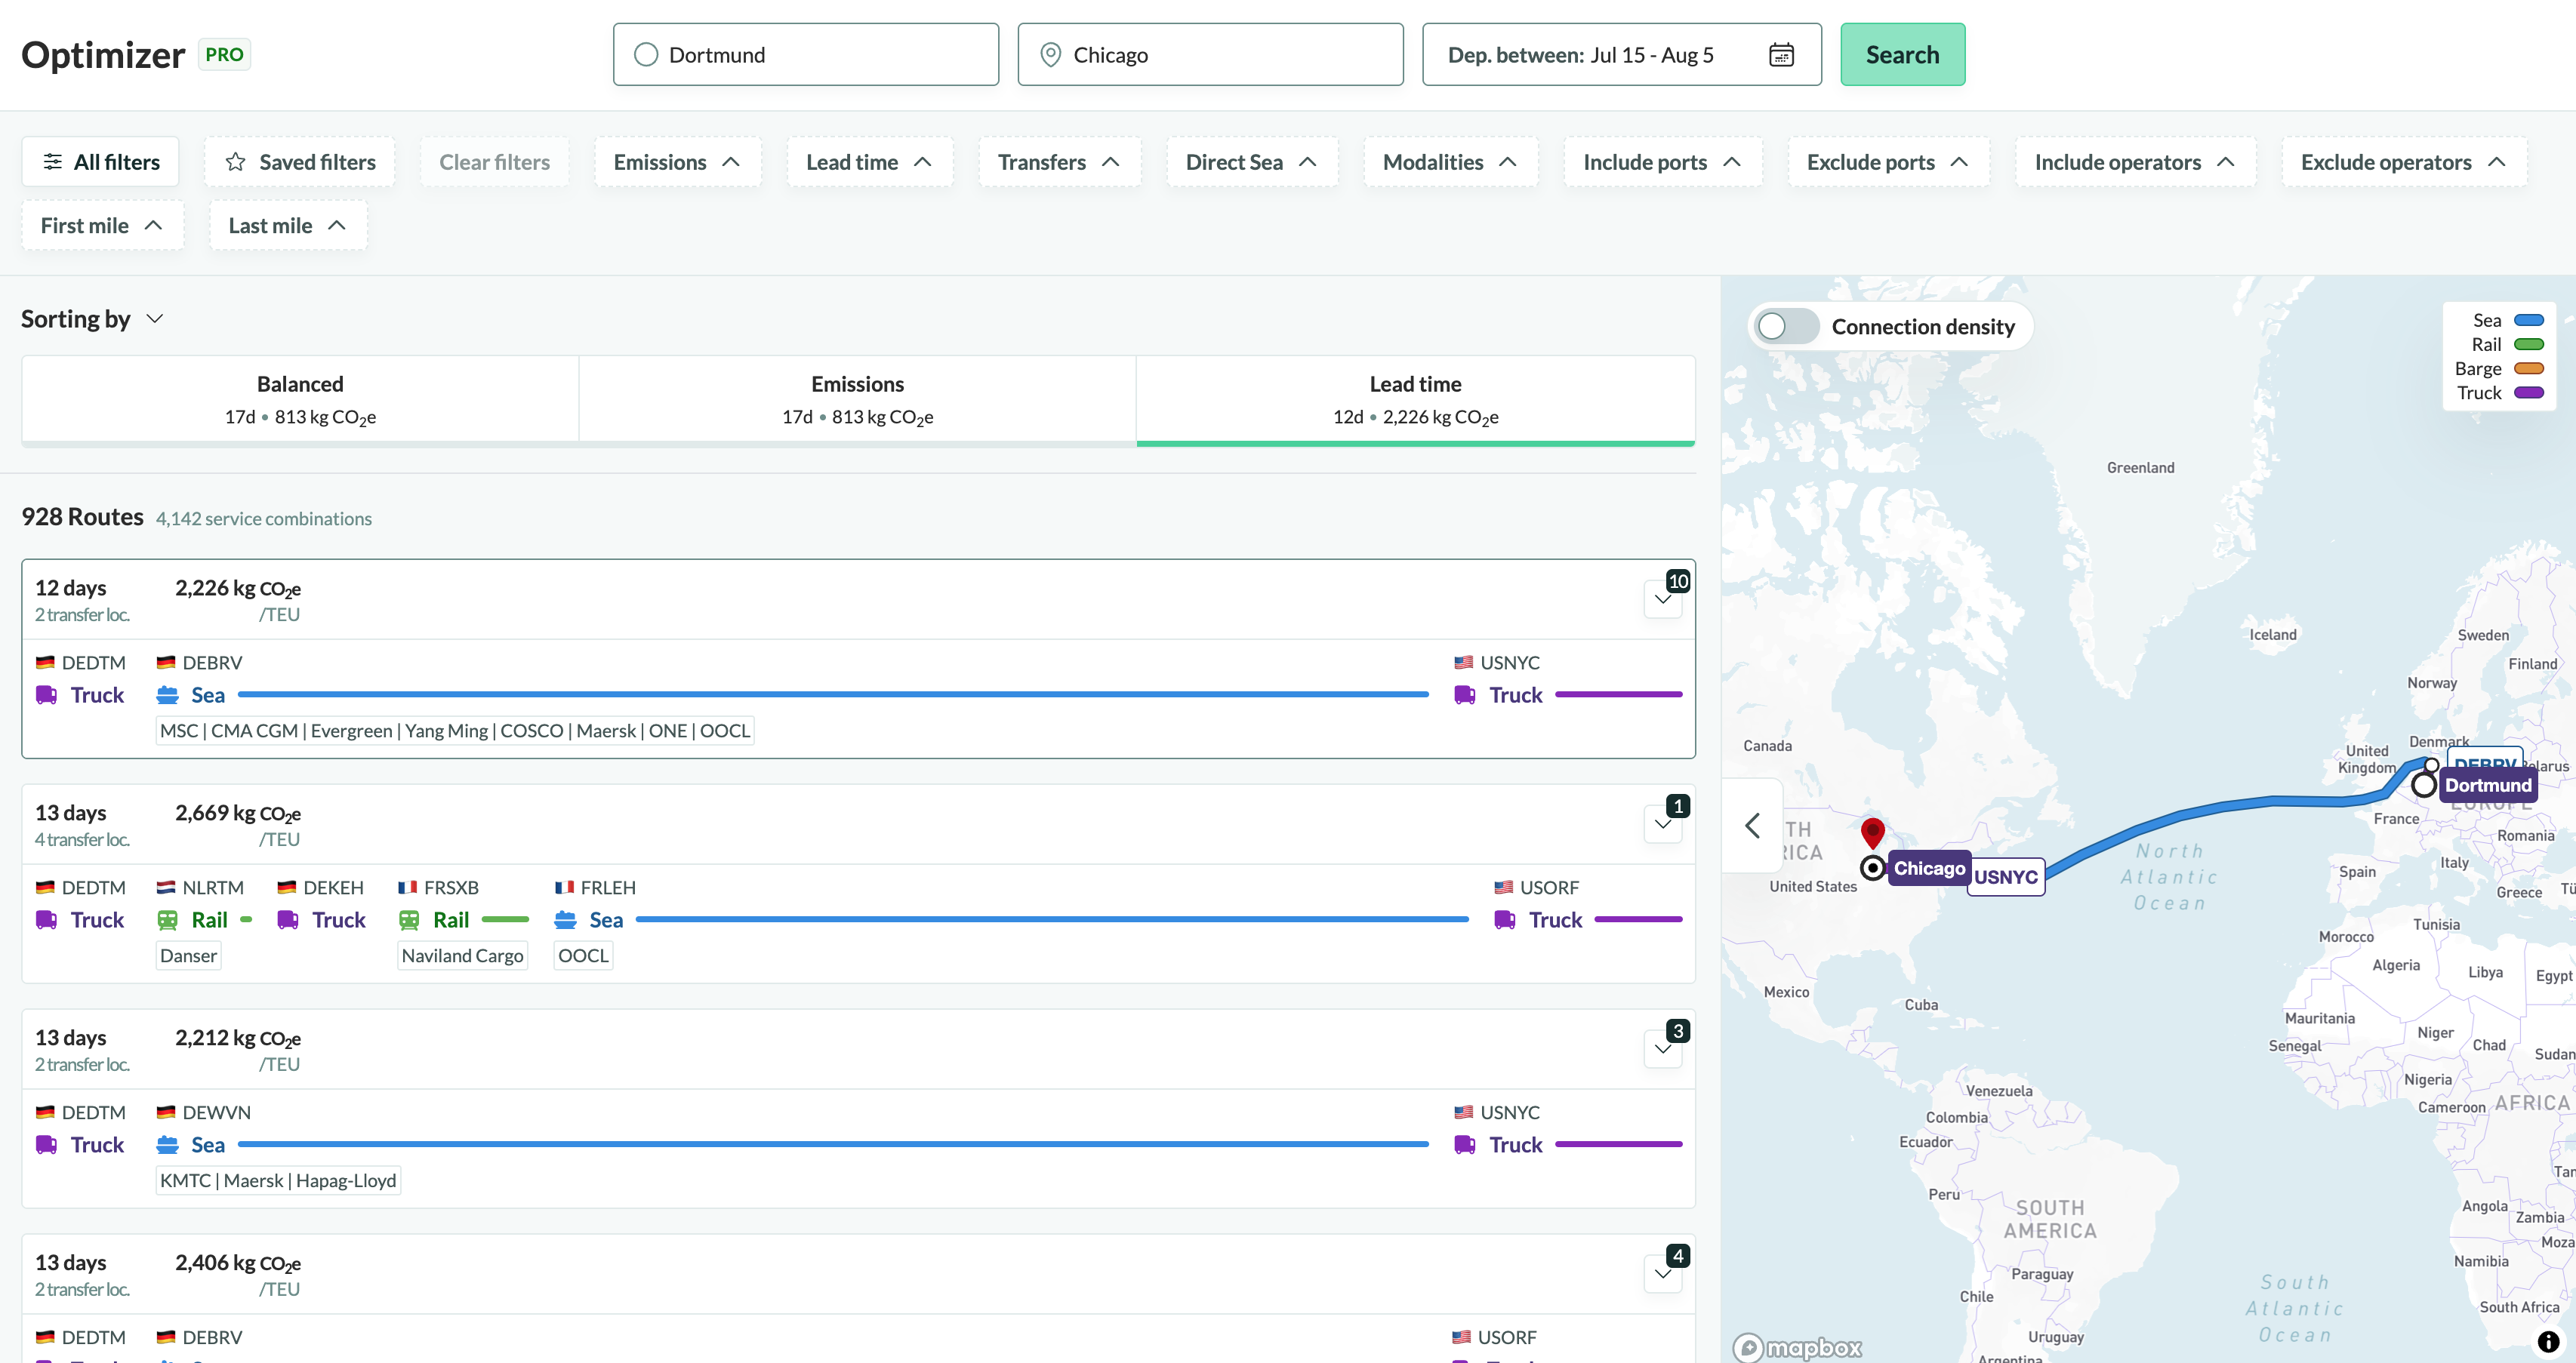 Optimizer PRO
Dortmund
Chicago
Dep. between: Jul 15 - Aug 5
Search
All filters
Saved filters
Clear filters
Emissions
Lead time
Transfers
Direct Sea
Modalities
Include ports
Exclude ports
Include operators
Exclude operators
First mile
Last mile
Sorting by
Balanced
17d • 813 kg CO₂e
Emissions
17d • 813 kg CO₂e
Lead time
12d • 2,226 kg CO₂e
928 Routes 4,142 service combinations
12 days 2,226 kg CO₂e 10
2 transfer loc. /TEU
DEDTM DEBRV USNYC
Truck Sea Truck
MSC | CMA CGM | Evergreen | Yang Ming | COSCO | Maersk | ONE | OOCL
13 days 2,669 kg CO₂e 1
4 transfer loc. /TEU
DEDTM NLRTM DEKEH FRSXB FRLEH USORF
Truck Rail Truck Rail Sea Truck
Danser Naviland Cargo OOCL
13 days 2,212 kg CO₂e 3
2 transfer loc. /TEU
DEDTM DEWVN USNYC
Truck Sea Truck
KMTC | Maersk | Hapag-Lloyd
13 days 2,406 kg CO₂e 4
2 transfer loc. /TEU
DEDTM DEBRV USORF
Connection density
Sea
Rail
Barge
Truck
Greenland
Iceland
Sweden
Finland
Norway
Canada
Denmark
United
Kingdom
DEBRV
elarus
Dortmund
EUROPE
France
Romania
TH
RICA
Chicago
USNYC
United States
North
Atlantic
Ocean
Italy
Spain
Greece
Tü
Tunisia
Morocco
Algeria
Libya
Egypt
Mexico
Cuba
Mauritania
Niger
Chad
Senegal
Sudan
Nigeria
Venezuela
Cameroon
AFRICA
Colombia
Ecuador
Tan
Peru
SOUTH
AMERICA
Angola
Zambia
Moza
Namibia
Paraguay
Chile
South
Atlantic
Ocean
South Africa
Uruguay
Argentina
mapbox